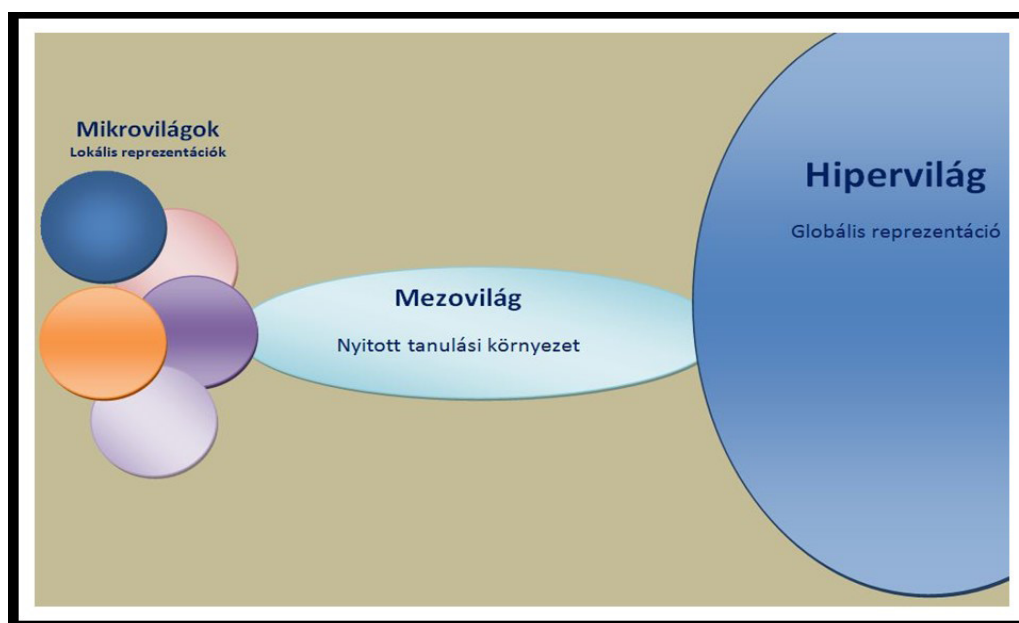 Mikrovilágok
Lokális reprezentációk
Mezovilág
Nyitott tanulási környezet
Hipervilág
Globális reprezentáció